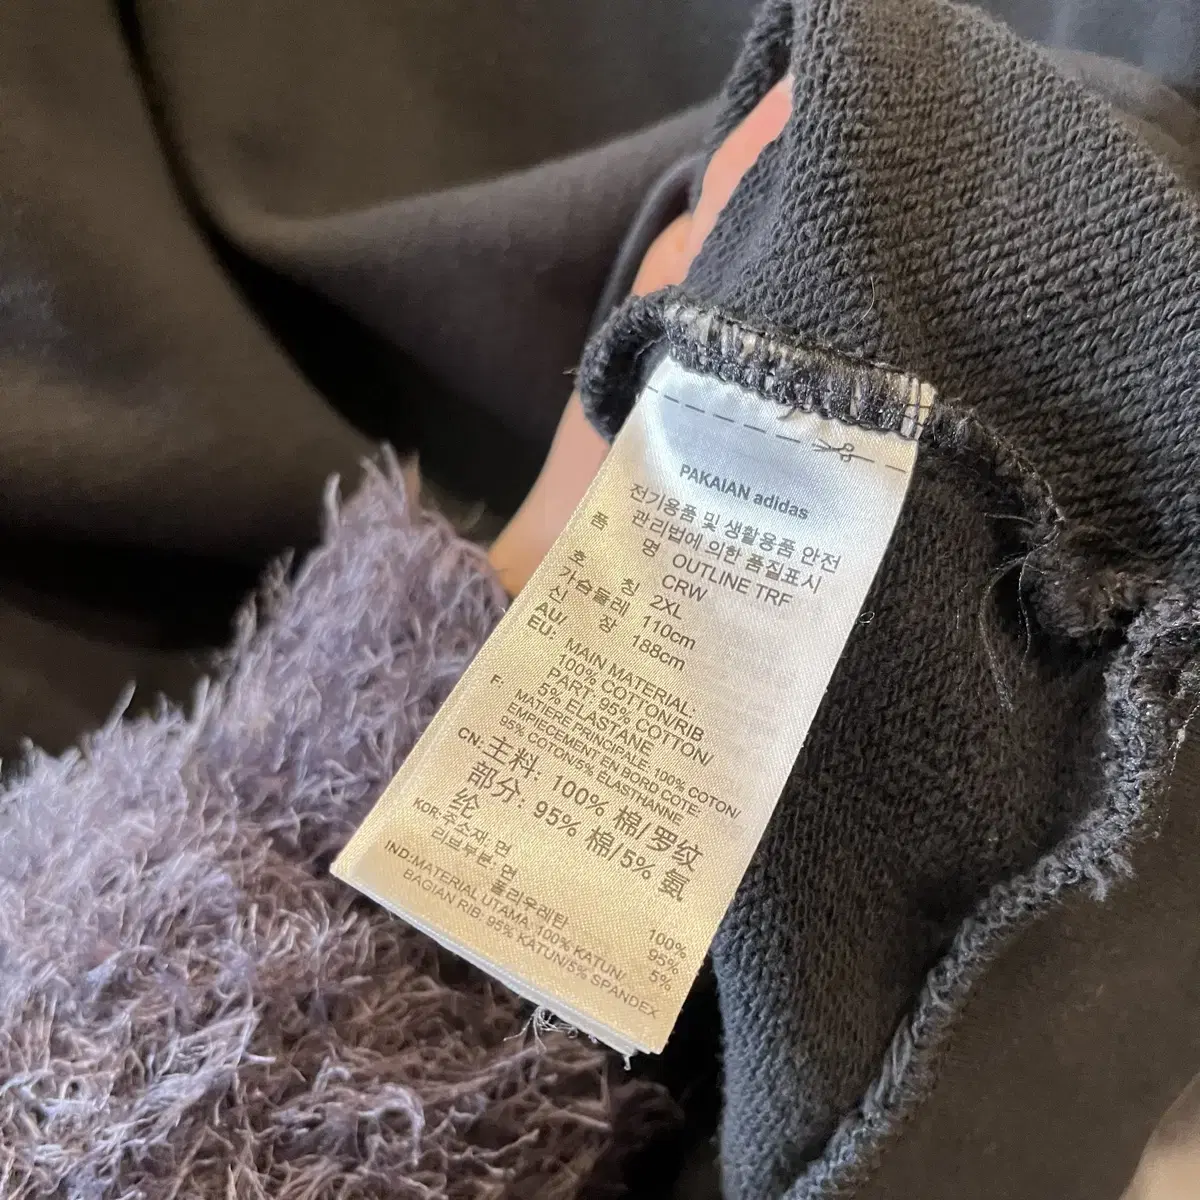 PAKAIAN adidas
전기용품 및 생활용품 안전
관리법에 의한 품질표시
품 명 OUTLINE TRF
CRW
호 칭 2XL
가슴둘레 110cm
신 장 188cm
AU/
EU: MAIN MATERIAL:
100% COTTON/RIB
PART: 95% COTTON/
5% ELASTANE
F: MATIERE PRINCIPALE. 100% COTON/
EMPIECEMENT, EN BORD COTE:
95% COTON/5% ÉLASTHANNE
CN:主料: 100% 棉/罗纹
部分: 95% 棉/5% 氨
纶
KOR-주소재: 면 100%
리브부분: 면 95%
폴리우레탄 5%
IND:MATERIAL UTAMA. 100% KATUN/
BAGIAN RIB: 95% KATUN/5% SPANDEX